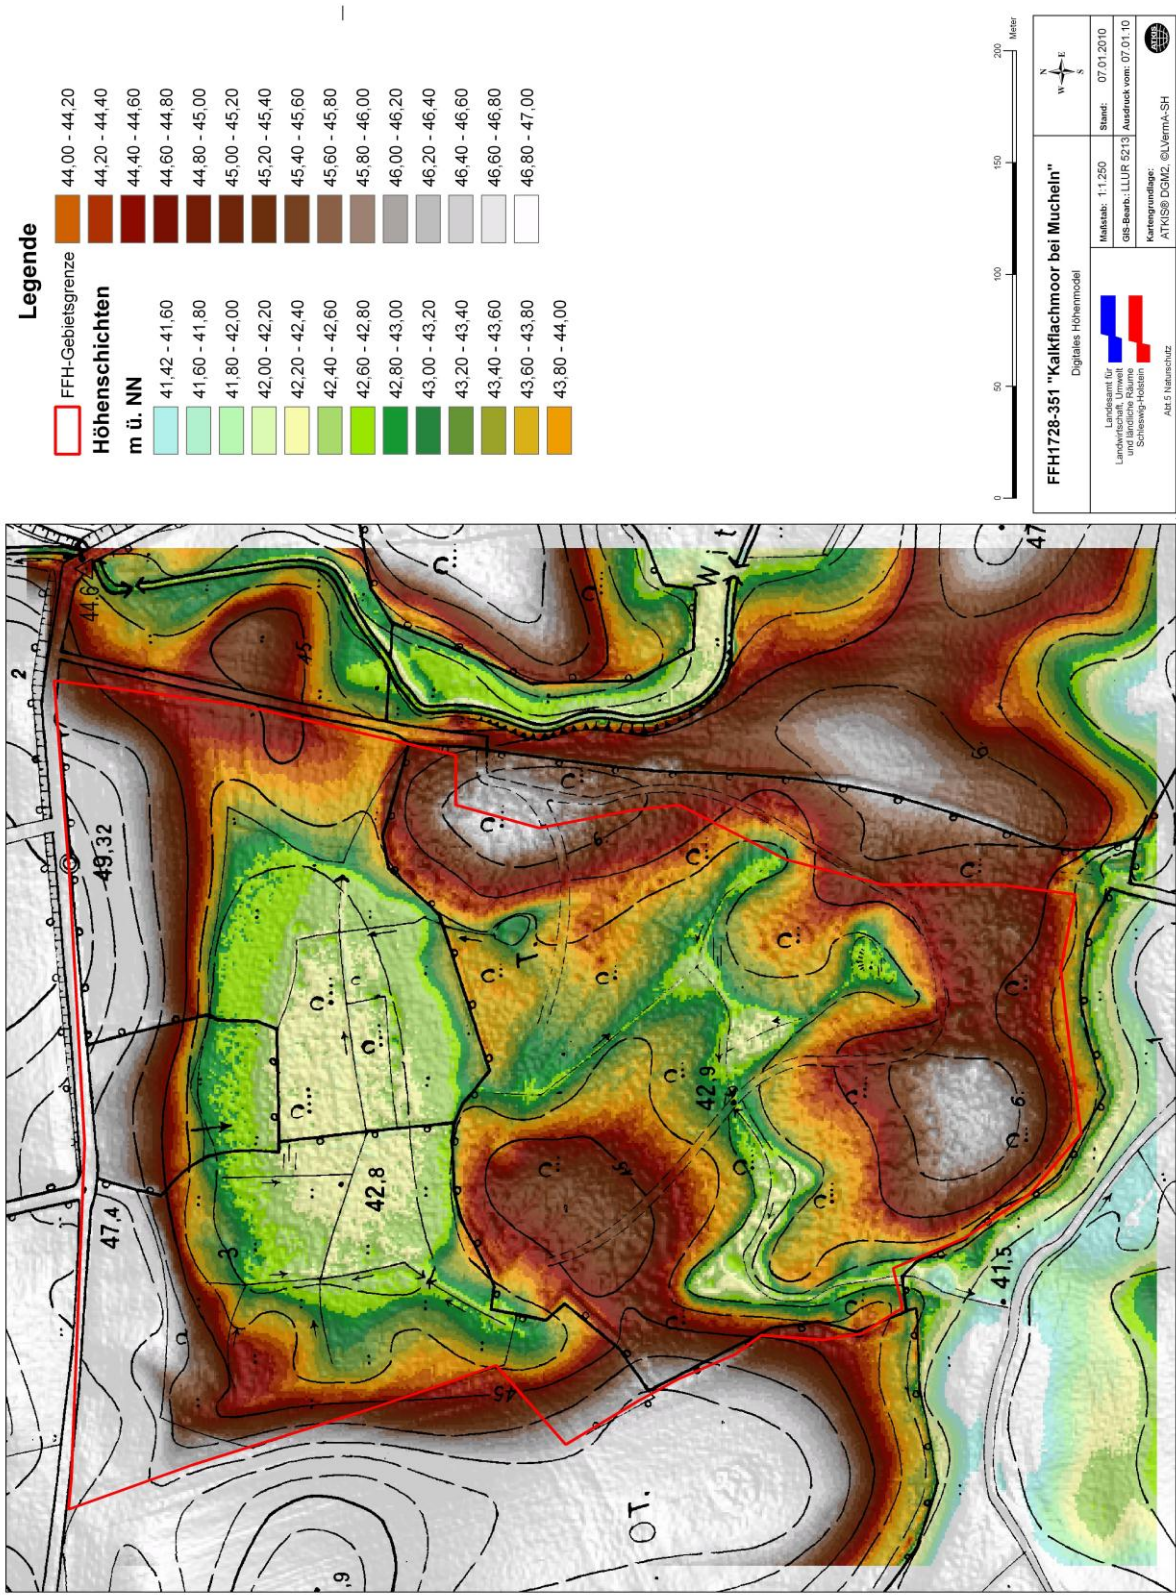 Legende
FFH-Gebietsgrenze
Höhenschichten
m ü. NN
41,42 - 41,60
41,60 - 41,80
41,80 - 42,00
42,00 - 42,20
42,20 - 42,40
42,40 - 42,60
42,60 - 42,80
42,80 - 43,00
43,00 - 43,20
43,20 - 43,40
43,40 - 43,60
43,60 - 43,80
43,80 - 44,00
44,00 - 44,20
44,20 - 44,40
44,40 - 44,60
44,60 - 44,80
44,80 - 45,00
45,00 - 45,20
45,20 - 45,40
45,40 - 45,60
45,60 - 45,80
45,80 - 46,00
46,00 - 46,20
46,20 - 46,40
46,40 - 46,60
46,60 - 46,80
46,80 - 47,00
0 50 100 150 200 Meter
FFH1728-351 "Kalkflachmoor bei Mucheln"
Digitales Höhenmodel
N
W E
S
Landesamt für
Landwirtschaft, Umwelt
und ländliche Räume
Schleswig-Holstein
Abt.5 Naturschutz
Maßstab: 1:1.250
Stand: 07.01.2010
GIS-Bearb.: LLUR 5213
Ausdruck vom: 07.01.10
Kartengrundlage:
ATKIS® DGM2, ©LVermA-SH
ATKIS
2
49,32
47,4
3
42,8
45
45
45
42,9
41,5
47
6.
6.
6.
T.
OT.
,9
W i t